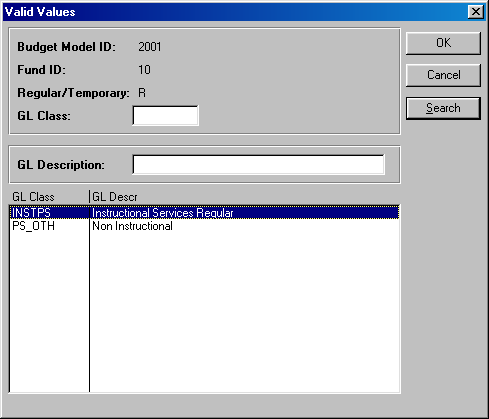 Valid Values
Budget Model ID: 2001
OK
Fund ID: 10
Cancel
Regular/Temporary: R
Search
GL Class:
GL Description:
GL Class GL Descr
INSTPS Instructional Services Regular
PS_OTH Non Instructional